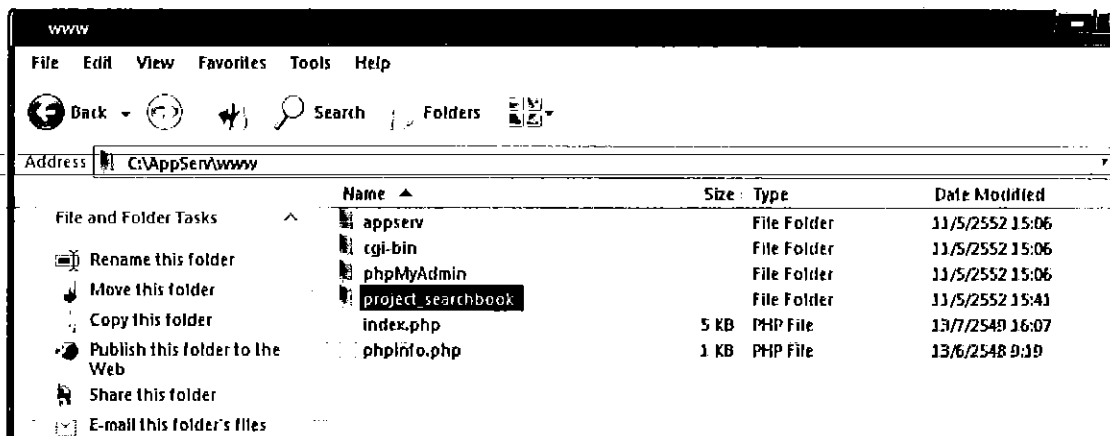 www
File Edit View Favorites Tools Help
Back Search Folders
Address C:\AppServ\www
Name Size Type Date Modified
File and Folder Tasks
appserv File Folder 11/5/2552 15:06
cgi-bin File Folder 11/5/2552 15:06
Rename this folder
phpMyAdmin File Folder 11/5/2552 15:06
Move this folder
project_searchbook File Folder 11/5/2552 15:41
Copy this folder
index.php 5 KB PHP File 13/7/2549 16:07
Publish this folder to the
Web
phpinfo.php 1 KB PHP File 13/6/2548 9:19
Share this folder
E-mail this folder's files